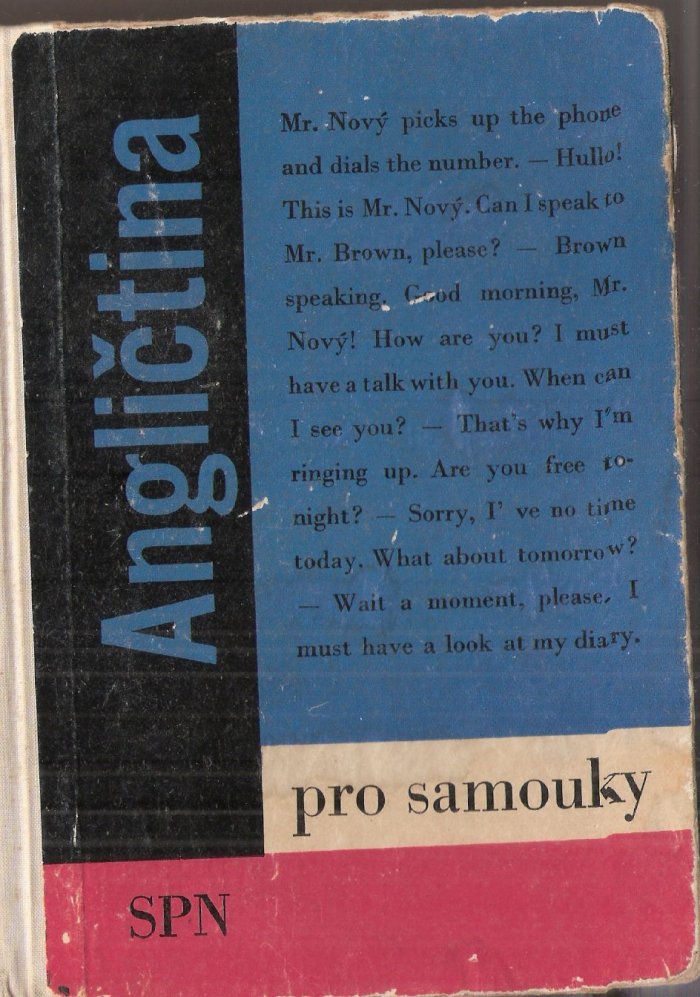 Angličtina
Mr. Nový picks up the phone
and dials the number. — Hullo!
This is Mr. Nový. Can I speak to
Mr. Brown, please? — Brown
speaking. Good morning, Mr.
Nový! How are you? I must
have a talk with you. When can
I see you? — That's why I'm
ringing up. Are you free to-
night? — Sorry, I' ve no time
today. What about tomorrow?
— Wait a moment, please. I
must have a look at my diary.
pro samouky
SPN